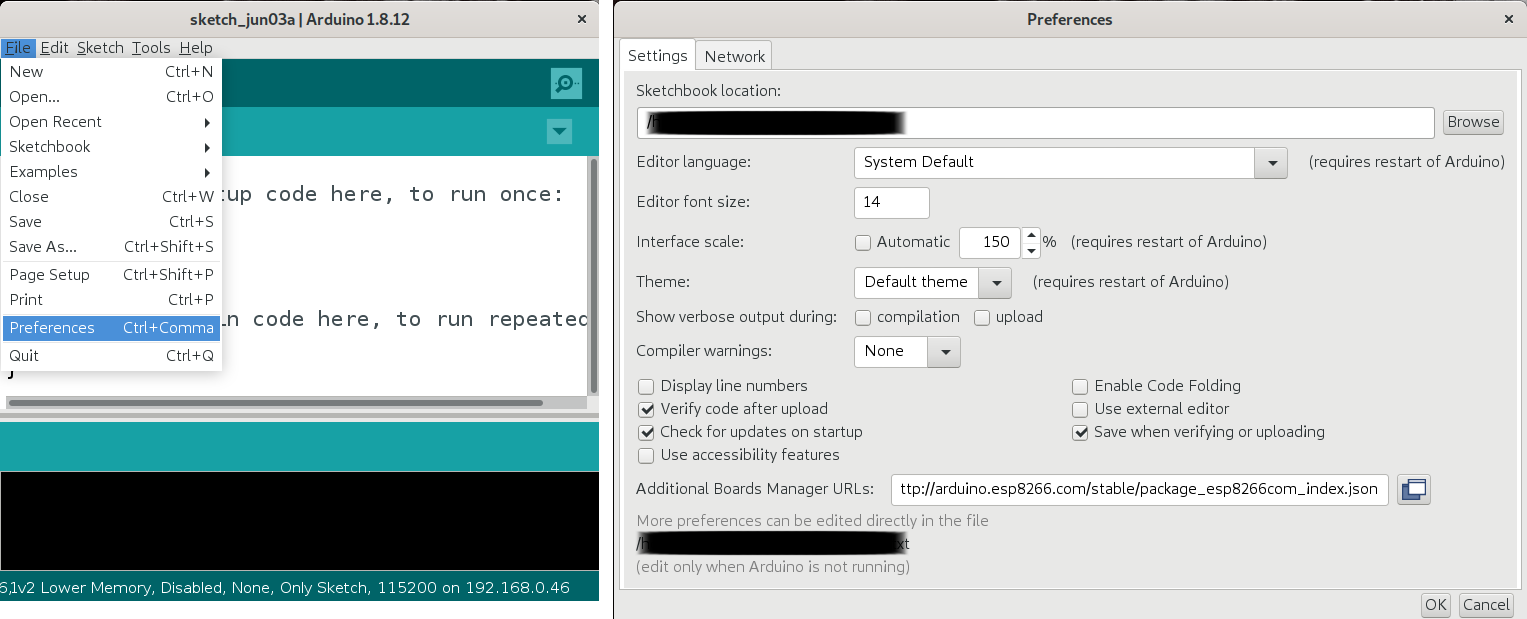 sketch_jun03a | Arduino 1.8.12
File Edit Sketch Tools Help
New Ctrl+N
Open... Ctrl+O
Open Recent
Sketchbook
Examples
Close Ctrl+W
Save Ctrl+S
Save As... Ctrl+Shift+S
Page Setup Ctrl+Shift+P
Print Ctrl+P
Preferences Ctrl+Comma
Quit Ctrl+Q
up code here, to run once:
code here, to run repeated
}
Lower Memory, Disabled, None, Only Sketch, 115200 on 192.168.0.46
Preferences
Settings Network
Sketchbook location:
Browse
Editor language: System Default (requires restart of Arduino)
Editor font size: 14
Interface scale: Automatic 150 % (requires restart of Arduino)
Theme: Default theme (requires restart of Arduino)
Show verbose output during: compilation upload
Compiler warnings: None
Display line numbers Enable Code Folding
Verify code after upload Use external editor
Check for updates on startup Save when verifying or uploading
Use accessibility features
Additional Boards Manager URLs: ttp://arduino.esp8266.com/stable/package_esp8266com_index.json
More preferences can be edited directly in the file
(edit only when Arduino is not running)
OK Cancel